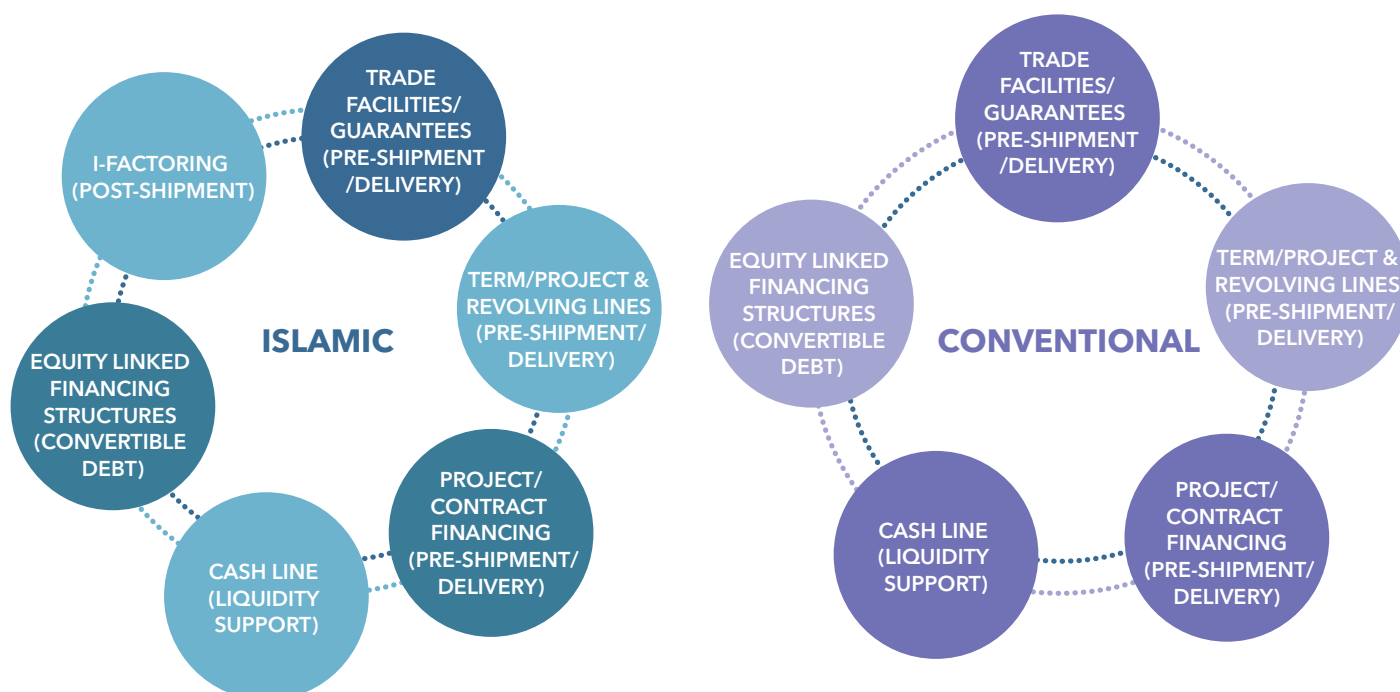 ISLAMIC
TRADE
FACILITIES/
GUARANTEES
(PRE-SHIPMENT
/DELIVERY)
TERM/PROJECT &
REVOLVING LINES
(PRE-SHIPMENT/
DELIVERY)
PROJECT/
CONTRACT
FINANCING
(PRE-SHIPMENT/
DELIVERY)
CASH LINE
(LIQUIDITY
SUPPORT)
EQUITY LINKED
FINANCING
STRUCTURES
(CONVERTIBLE
DEBT)
I-FACTORING
(POST-SHIPMENT)
CONVENTIONAL
TRADE
FACILITIES/
GUARANTEES
(PRE-SHIPMENT
/DELIVERY)
TERM/PROJECT &
REVOLVING LINES
(PRE-SHIPMENT/
DELIVERY)
PROJECT/
CONTRACT
FINANCING
(PRE-SHIPMENT/
DELIVERY)
CASH LINE
(LIQUIDITY
SUPPORT)
EQUITY LINKED
FINANCING
STRUCTURES
(CONVERTIBLE
DEBT)